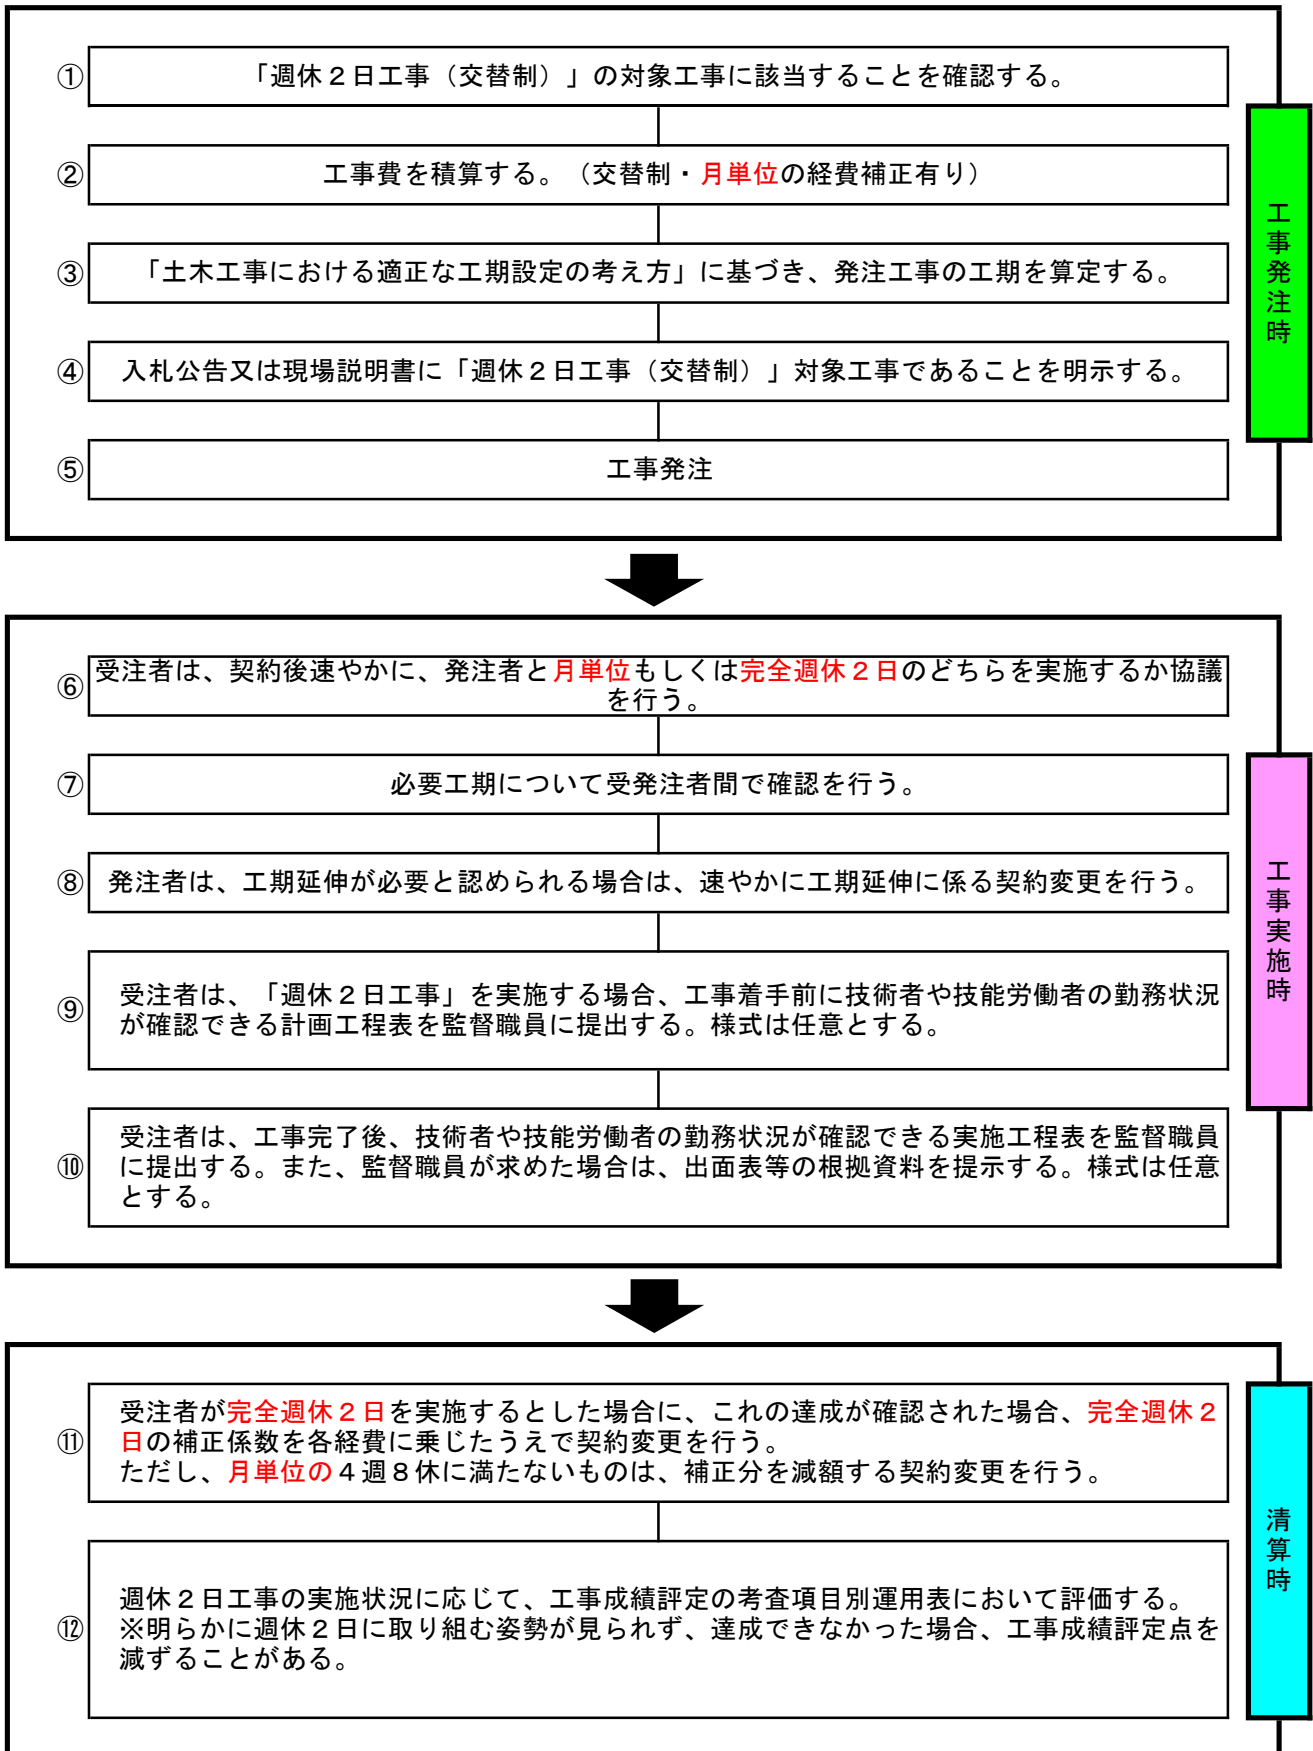 ①
「週休２日工事（交替制）」の対象工事に該当することを確認する。
②
工事費を積算する。（交替制・月単位の経費補正有り）
③
「土木工事における適正な工期設定の考え方」に基づき、発注工事の工期を算定する。
④
入札公告又は現場説明書に「週休２日工事（交替制）」対象工事であることを明示する。
⑤
工事発注
工事発注時
⑥
受注者は、契約後速やかに、発注者と月単位もしくは完全週休２日のどちらを実施するか協議
を行う。
⑦
必要工期について受発注者間で確認を行う。
⑧
発注者は、工期延伸が必要と認められる場合は、速やかに工期延伸に係る契約変更を行う。
⑨
受注者は、「週休２日工事」を実施する場合、工事着手前に技術者や技能労働者の勤務状況
が確認できる計画工程表を監督職員に提出する。様式は任意とする。
⑩
受注者は、工事完了後、技術者や技能労働者の勤務状況が確認できる実施工程表を監督職員
に提出する。また、監督職員が求めた場合は、出面表等の根拠資料を提示する。様式は任意
とする。
工事実施時
⑪
受注者が完全週休２日を実施するとした場合に、これの達成が確認された場合、完全週休２
日の補正係数を各経費に乗じたうえで契約変更を行う。
ただし、月単位の４週８休に満たないものは、補正分を減額する契約変更を行う。
⑫
週休２日工事の実施状況に応じて、工事成績評定の考査項目別運用表において評価する。
※明らかに週休２日に取り組む姿勢が見られず、達成できなかった場合、工事成績評定点を
減ずることがある。
清算時